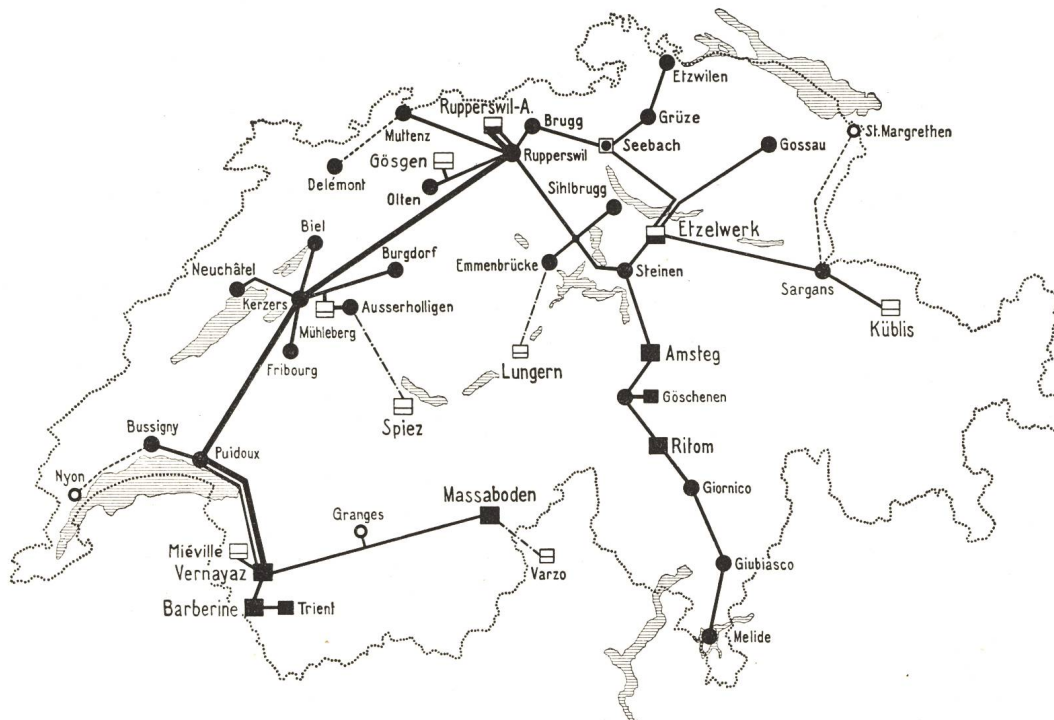 Etzwilen
Rupperswil-A.
Brugg
Grüze
Muttenz
St. Margrethen
Seebach
Gossau
Gösgen
Rupperswil
Delémont
Olten
Sihlbrugg
Biel
Etzelwerk
Burgdorf
Emmenbrücke
Steinen
Neuchâtel
Sargans
Kerzers
Ausserholligen
Mühleberg
Küblis
Amsteg
Fribourg
Lungern
Göschenen
Spiez
Bussigny
Puidoux
Ritom
Nyon
Giornico
Massaboden
Granges
Miéville
Varzo
Vernayaz
Giubiasco
Barberine
Trient
Melide